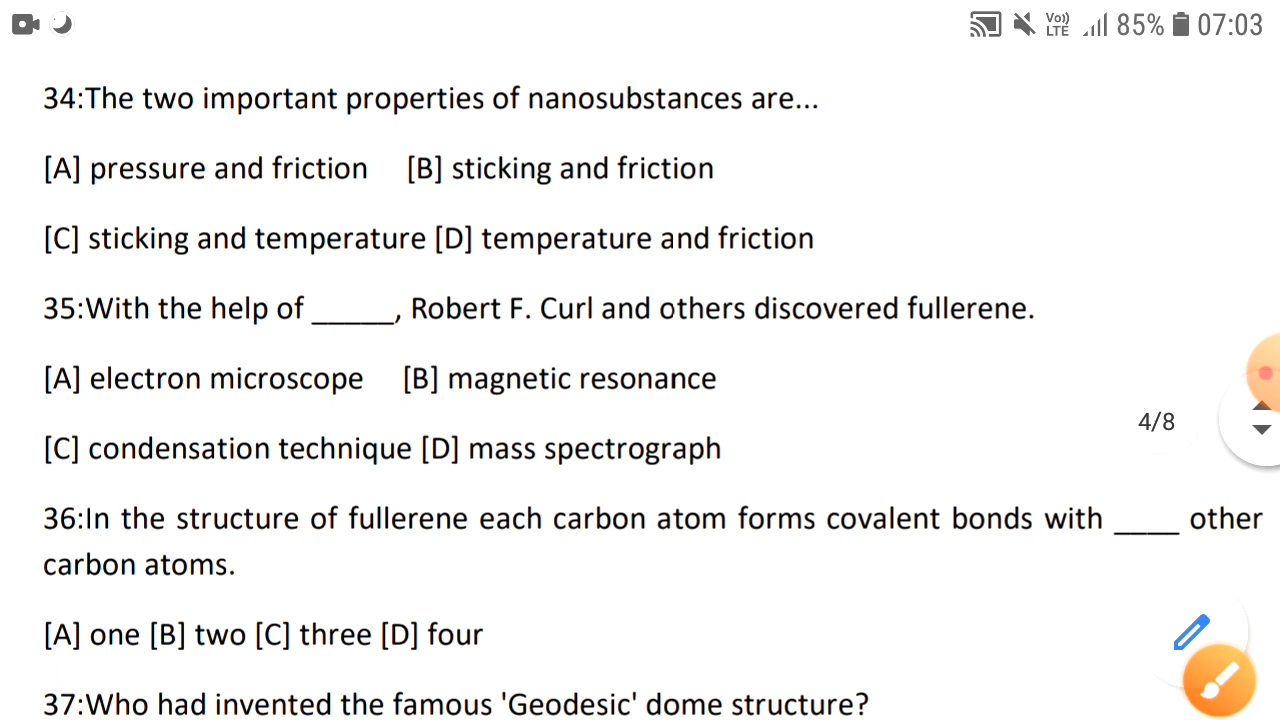 Vo)) LTE 85% 07:03
34:The two important properties of nanosubstances are...
[A] pressure and friction [B] sticking and friction
[C] sticking and temperature [D] temperature and friction
35:With the help of _____, Robert F. Curl and others discovered fullerene.
[A] electron microscope [B] magnetic resonance
4/8
[C] condensation technique [D] mass spectrograph
36:In the structure of fullerene each carbon atom forms covalent bonds with ____ other
carbon atoms.
[A] one [B] two [C] three [D] four
37:Who had invented the famous 'Geodesic' dome structure?